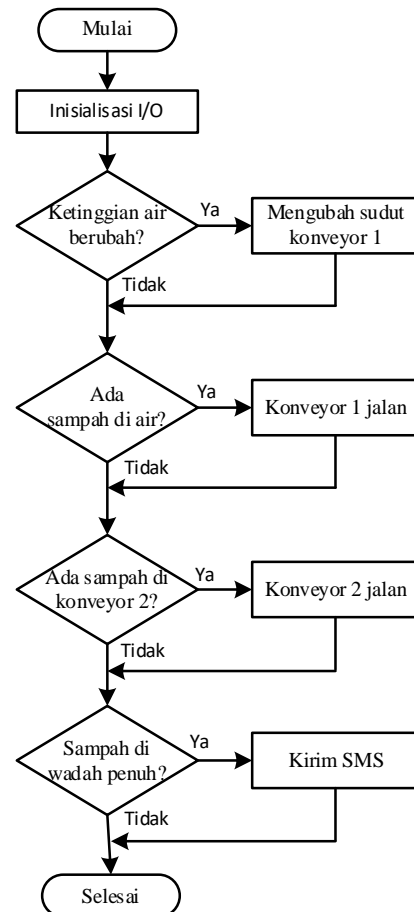 Mulai
Inisialisasi I/O
Ketinggian air
berubah?
Ya
Mengubah sudut
konveyor 1
Tidak
Ada
sampah di air?
Ya
Konveyor 1 jalan
Tidak
Ada sampah di
konveyor 2?
Ya
Konveyor 2 jalan
Tidak
Sampah di
wadah penuh?
Ya
Kirim SMS
Tidak
Selesai